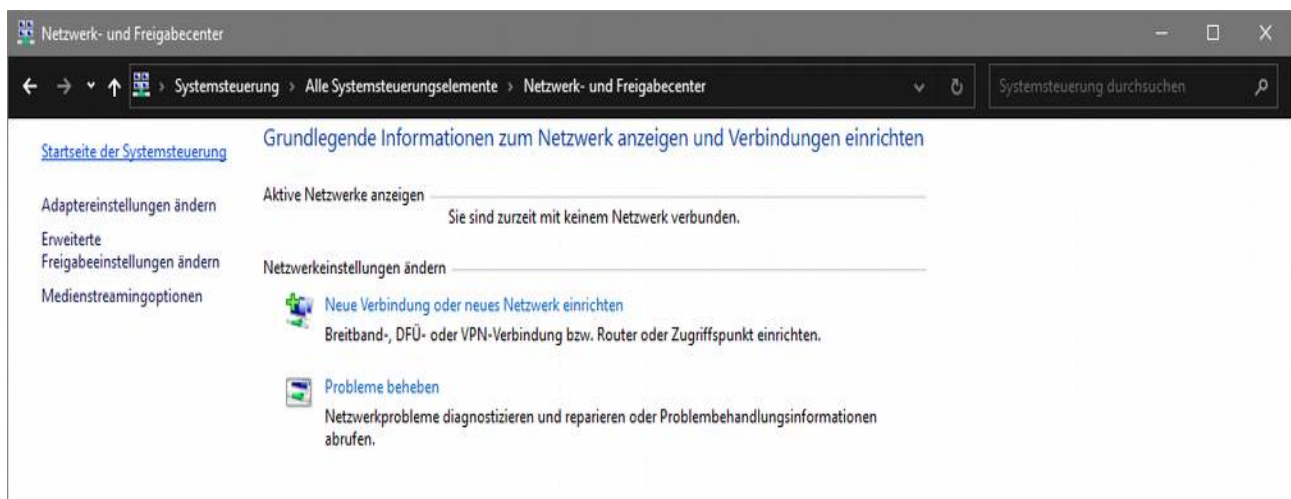 Netzwerk- und Freigabecenter
Systemsteuerung > Alle Systemsteuerungselemente > Netzwerk- und Freigabecenter
Systemsteuerung durchsuchen
Startseite der Systemsteuerung
Adaptereinstellungen ändern
Erweiterte
Freigabeeinstellungen ändern
Medienstreamingoptionen
Grundlegende Informationen zum Netzwerk anzeigen und Verbindungen einrichten
Aktive Netzwerke anzeigen
Sie sind zurzeit mit keinem Netzwerk verbunden.
Netzwerkeinstellungen ändern
Neue Verbindung oder neues Netzwerk einrichten
Breitband-, DFÜ- oder VPN-Verbindung bzw. Router oder Zugriffspunkt einrichten.
Probleme beheben
Netzwerkprobleme diagnostizieren und reparieren oder Problembehandlungsinformationen
abrufen.